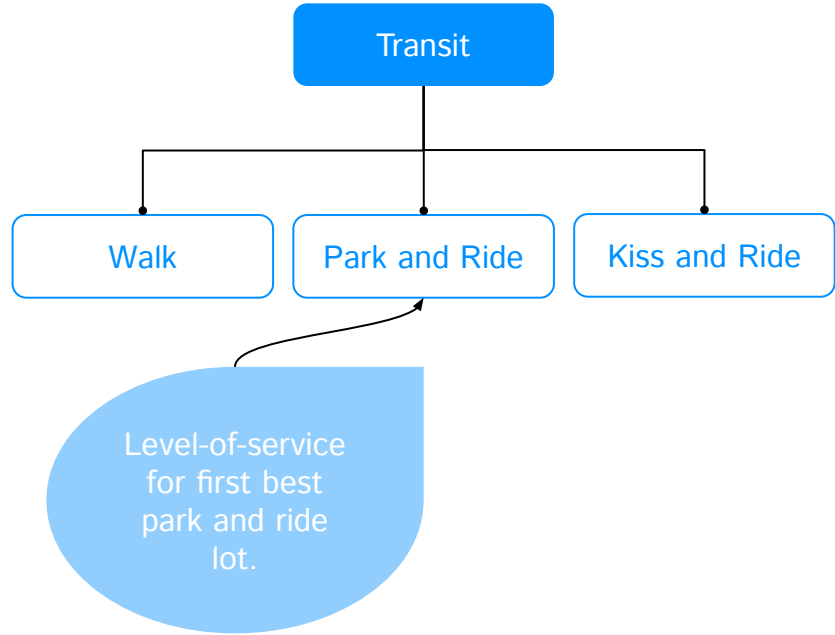 Transit
Walk
Park and Ride
Kiss and Ride
Level-of-service
for first best
park and ride
lot.